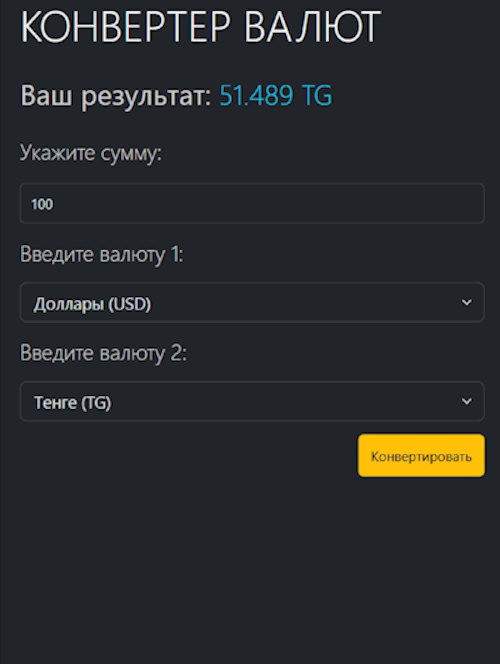 КОНВЕРТЕР ВАЛЮТ
Ваш результат: 51.489 TG
Укажите сумму:
100
Введите валюту 1:
Доллары (USD)
Введите валюту 2:
Тенге (TG)
Конвертировать